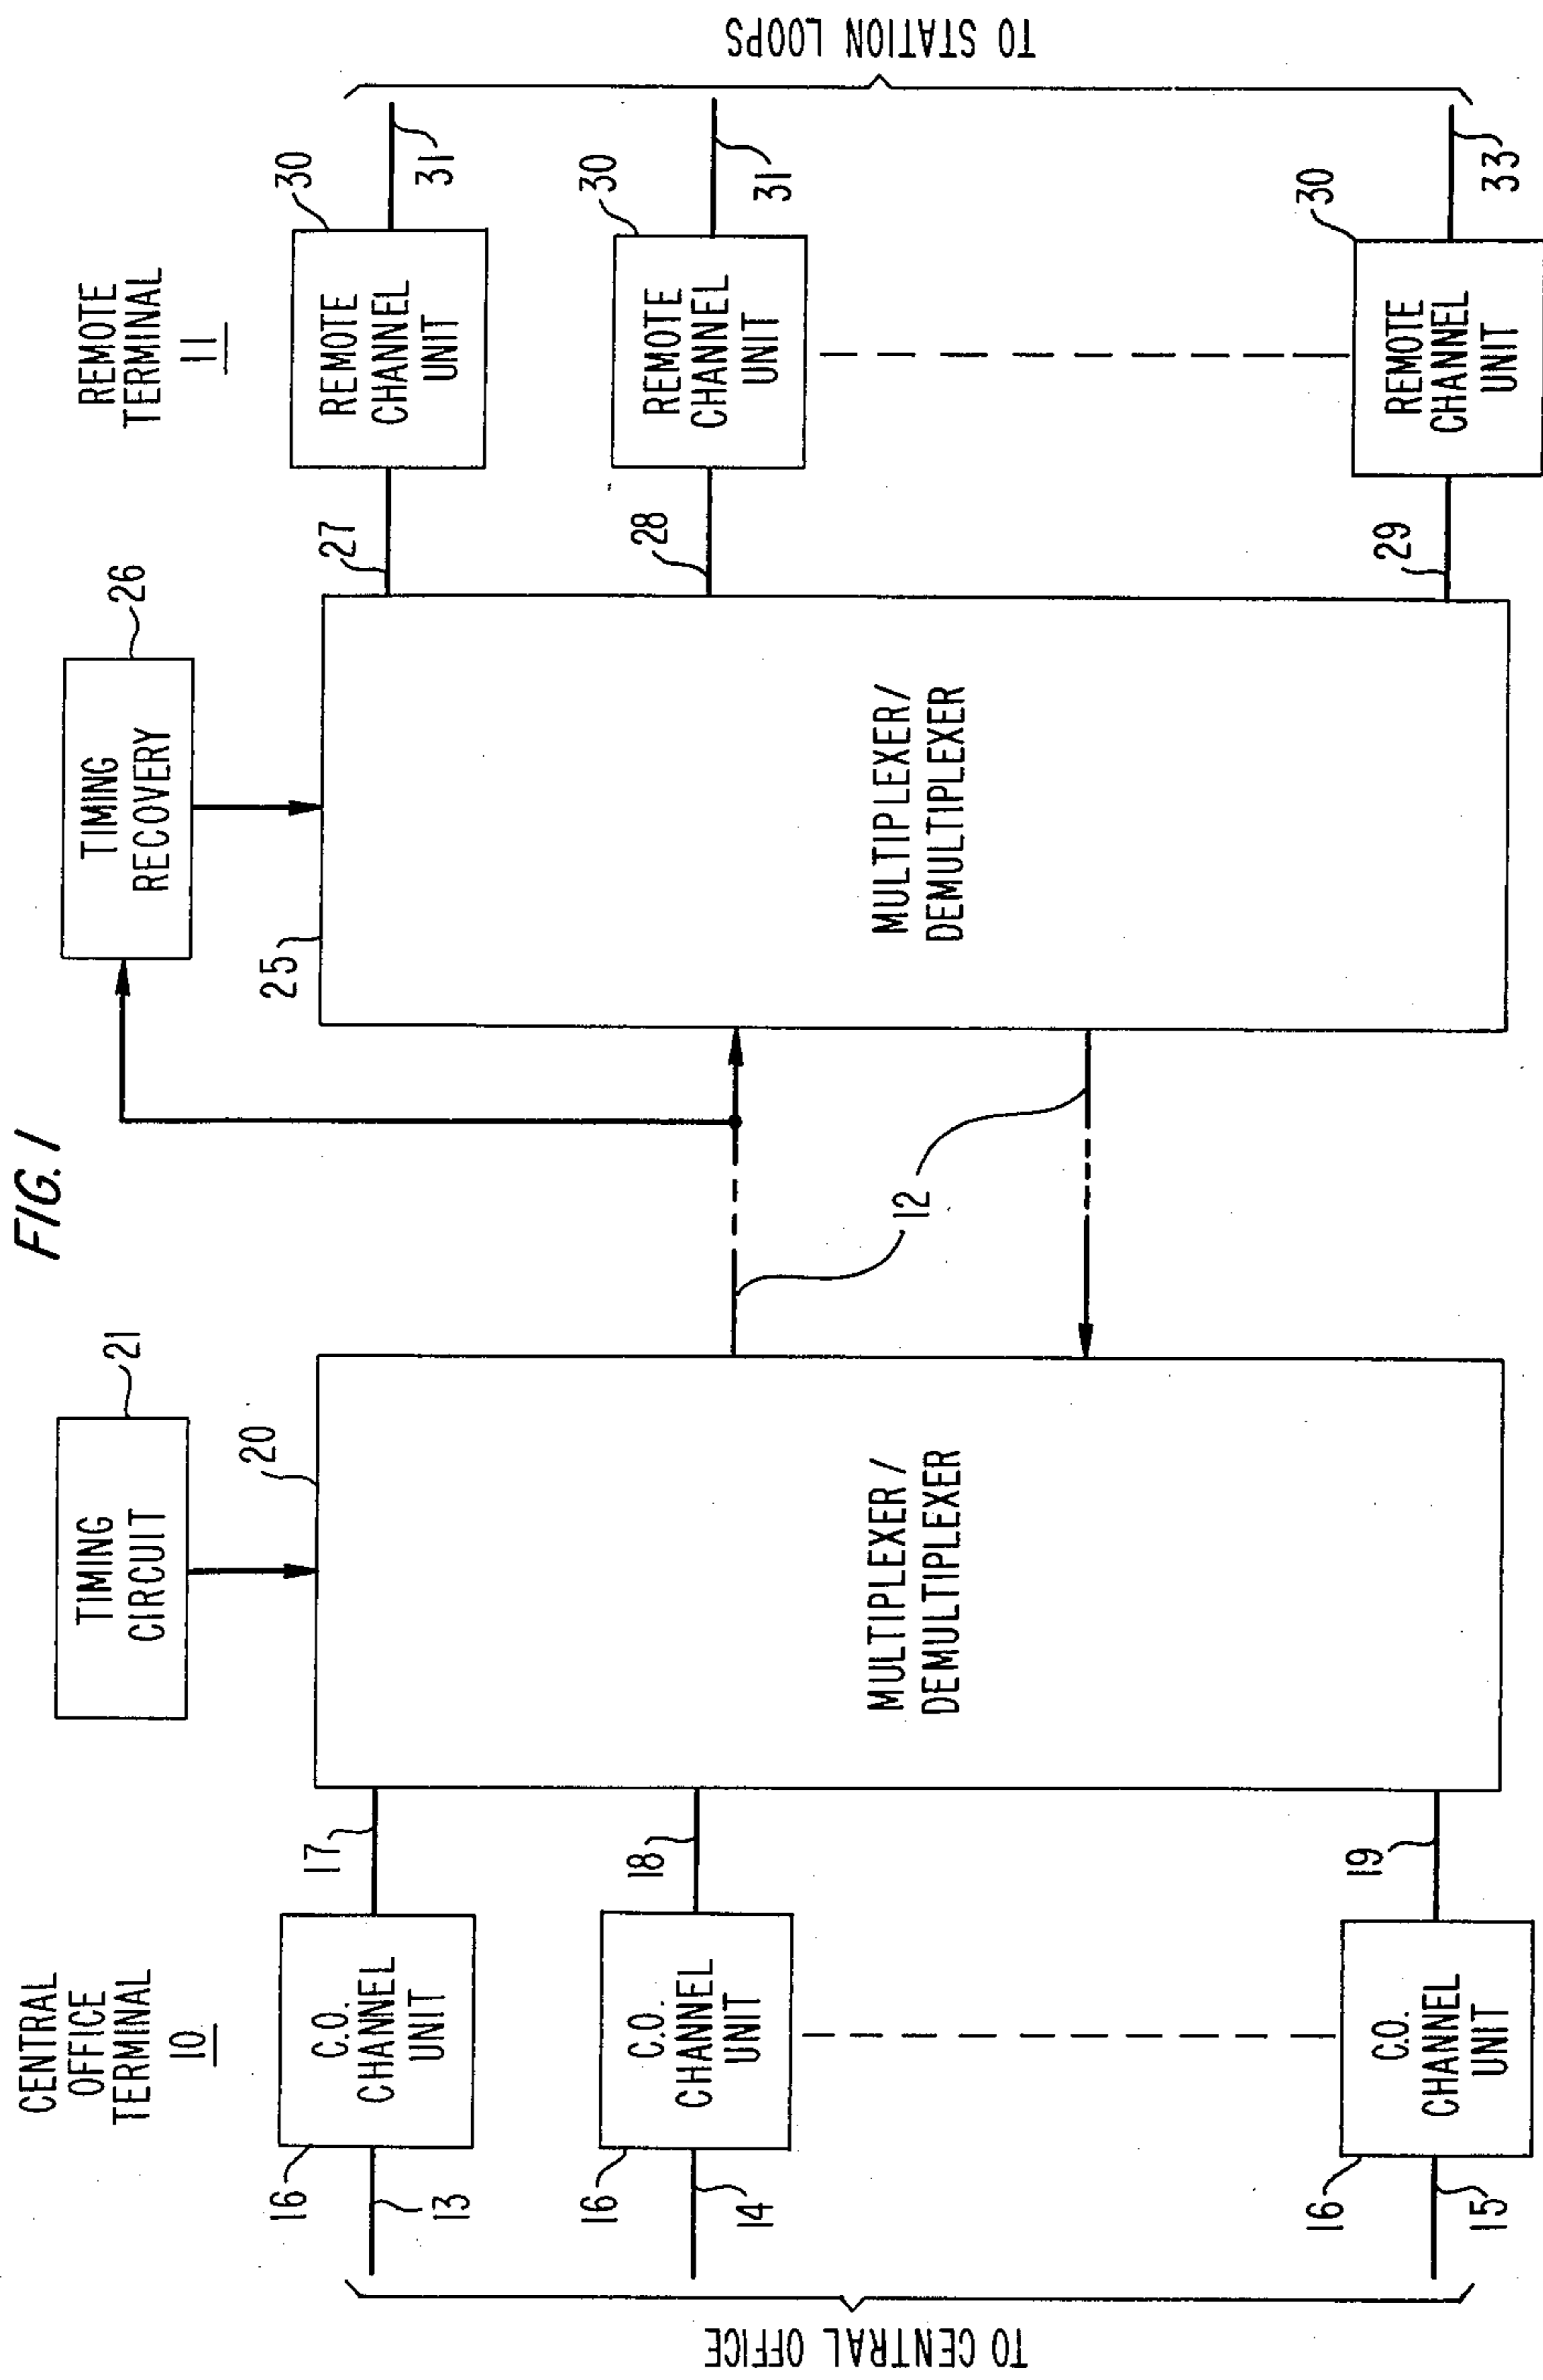 FIG. 1
CENTRAL
OFFICE
TERMINAL
10
TIMING
CIRCUIT
21
TIMING
RECOVERY
26
REMOTE
TERMINAL
11
16
C.O.
CHANNEL
UNIT
13
17
20
25
27
REMOTE
CHANNEL
UNIT
30
31
16
C.O.
CHANNEL
UNIT
14
18
MULTIPLEXER /
DEMULTIPLEXER
12
MULTIPLEXER/
DEMULTIPLEXER
28
REMOTE
CHANNEL
UNIT
30
31
16
C.O.
CHANNEL
UNIT
15
19
29
REMOTE
CHANNEL
UNIT
30
33
TO CENTRAL OFFICE
TO STATION LOOPS